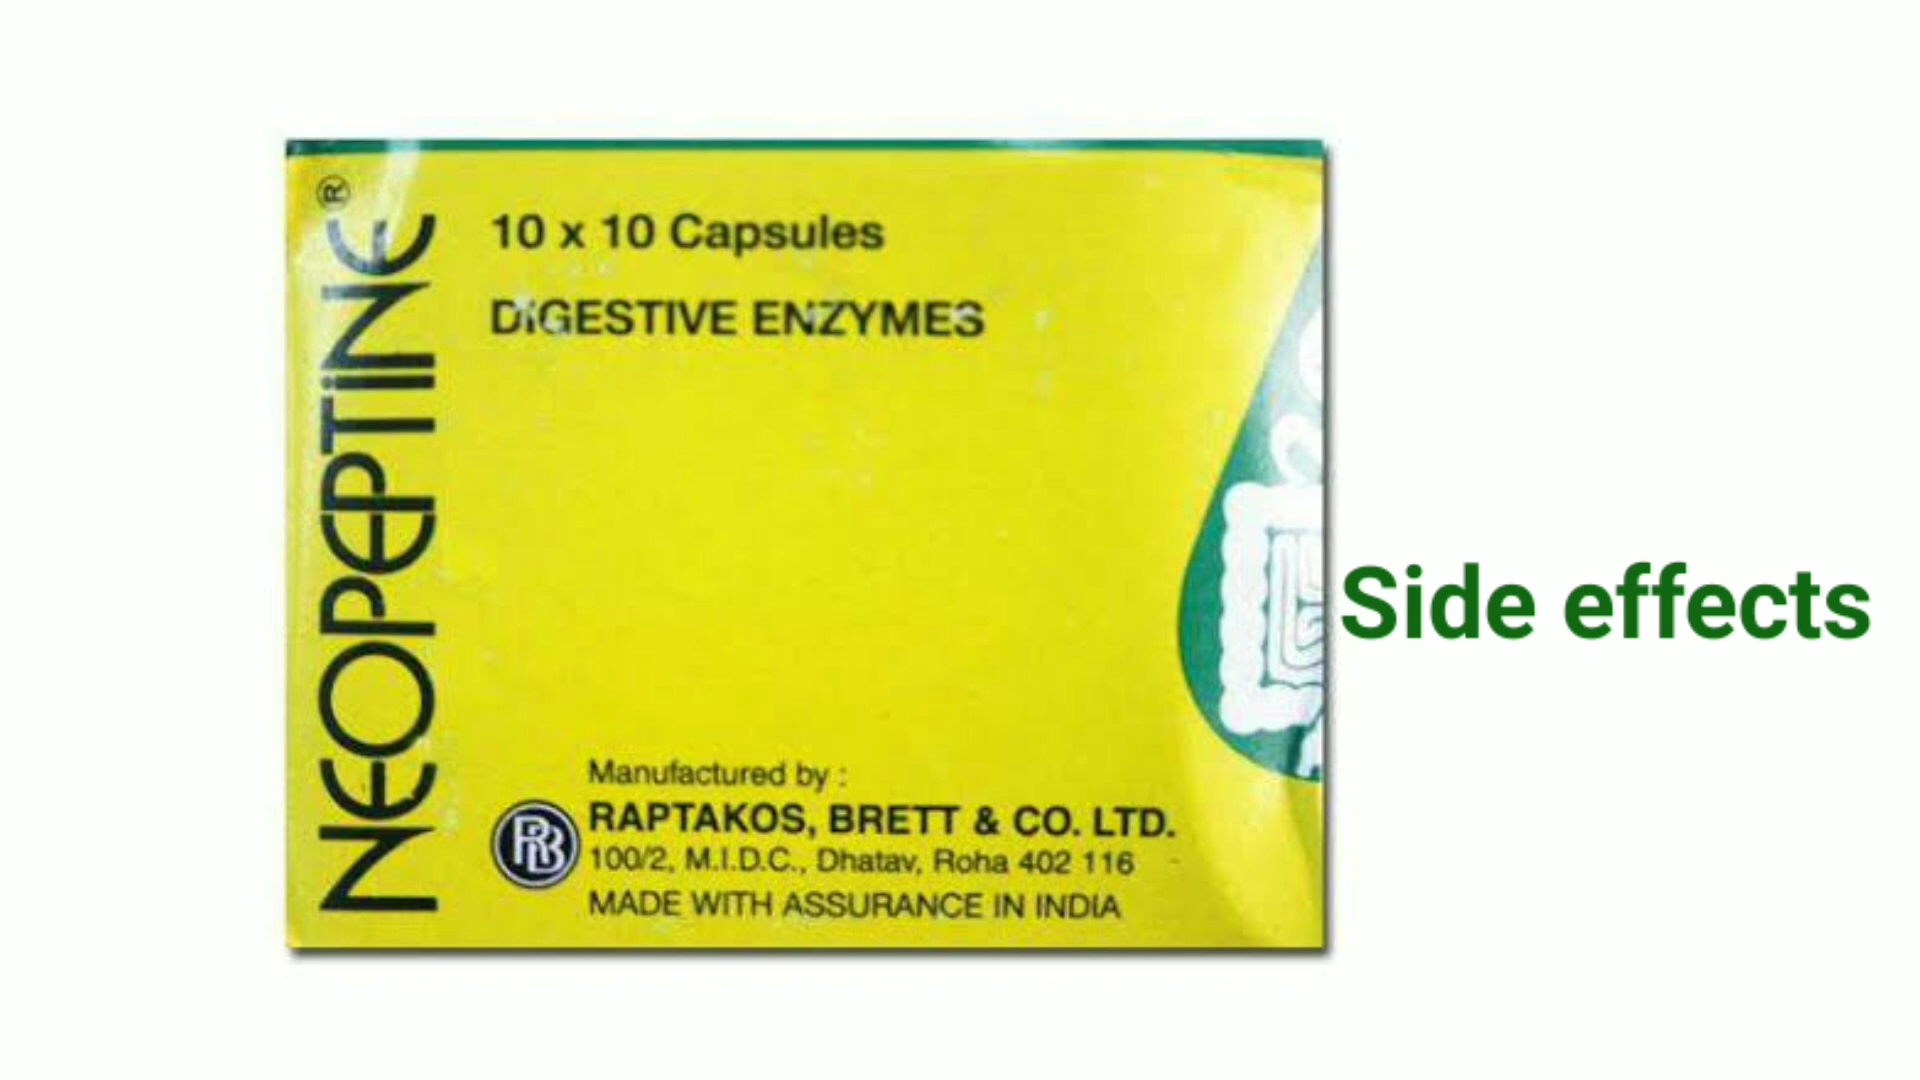 NEOPEPTINE®
10 x 10 Capsules
DIGESTIVE ENZYMES
Manufactured by :
RB
RAPTAKOS, BRETT & CO. LTD.
100/2, M.I.D.C., Dhatav, Roha 402 116
MADE WITH ASSURANCE IN INDIA
Side effects